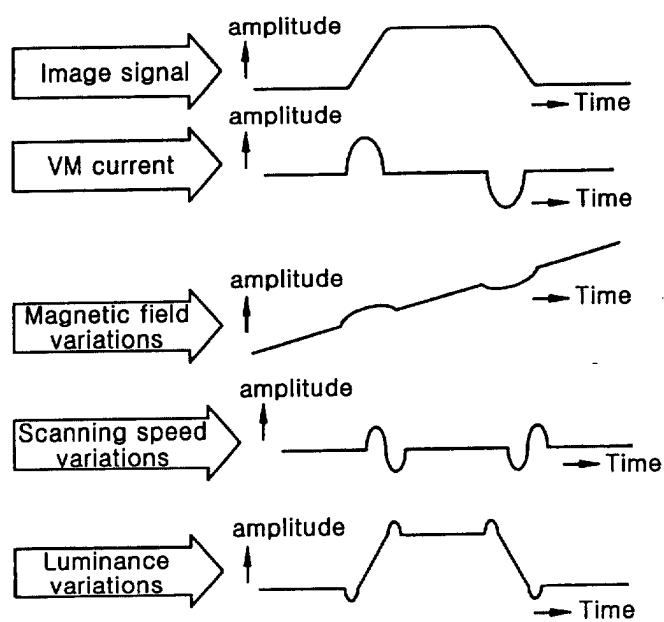 amplitude
Image signal
Time
amplitude
VM current
Time
amplitude
Time
Magnetic field
variations
amplitude
Scanning speed
variations
Time
amplitude
Luminance
variations
Time